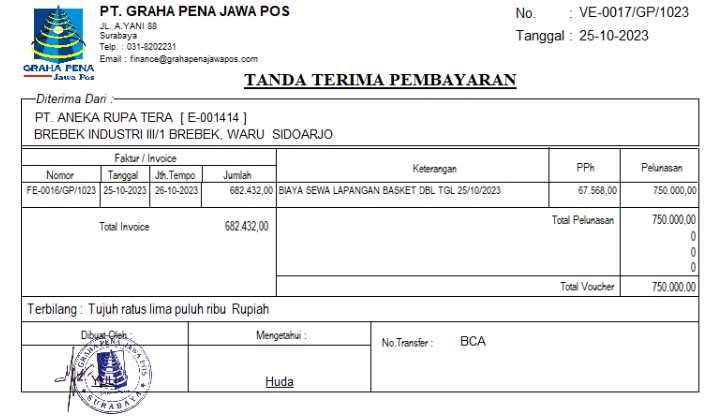 PT. GRAHA PENA JAWA POS
JL. A.YANI 88
Surabaya
Telp. : 031-8202231
Email : finance@grahapenajawapos.com
GRAHA PENA
Jawa Pos
No. : VE-0017/GP/1023
Tanggal : 25-10-2023
TANDA TERIMA PEMBAYARAN
Diterima Dari :
PT. ANEKA RUPA TERA [ E-001414 ]
BREBEK INDUSTRI III/1 BREBEK, WARU SIDOARJO
Faktur / Invoice
Nomor Tanggal Jth.Tempo Jumlah Keterangan PPh Pelunasan
FE-0016/GP/1023 25-10-2023 26-10-2023 682.432,00 BIAYA SEWA LAPANGAN BASKET DBL TGL 25/10/2023 67.568,00 750.000,00
Total Invoice 682.432,00 Total Pelunasan 750.000,00
0
0
0
0
Total Voucher 750.000,00
Terbilang : Tujuh ratus lima puluh ribu Rupiah
Dibuat Oleh : Mengetahui : No.Transfer : BCA
GRAHA PENA JAWA POS
SURABAYA
Huda